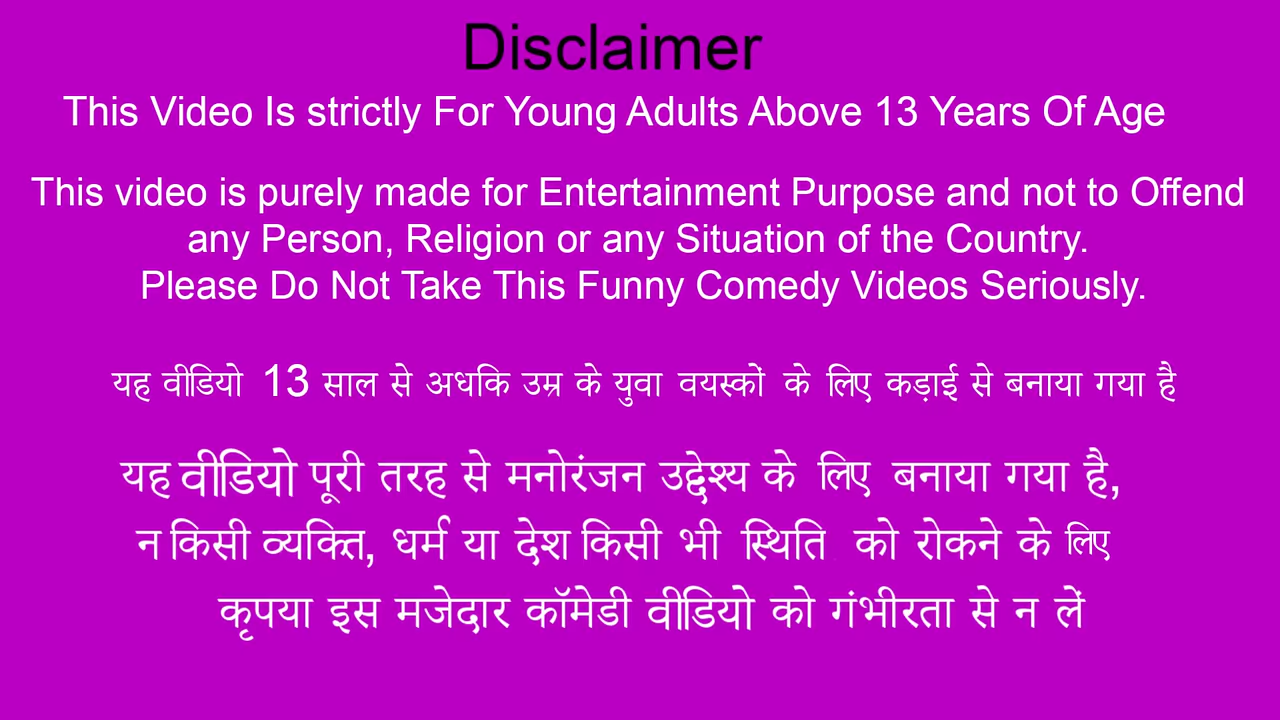 Disclaimer
This Video Is strictly For Young Adults Above 13 Years Of Age
This video is purely made for Entertainment Purpose and not to Offend
any Person, Religion or any Situation of the Country.
Please Do Not Take This Funny Comedy Videos Seriously.
यह वीडियो 13 साल से अधकि उम्र के युवा वयस्कों के लिए कड़ाई से बनाया गया है
यह वीडियो पूरी तरह से मनोरंजन उद्देश्य के लिए बनाया गया है,
न किसी व्यक्ति, धर्म या देश किसी भी स्थिति को रोकने के लिए
कृपया इस मजेदार कॉमेडी वीडियो को गंभीरता से न लें